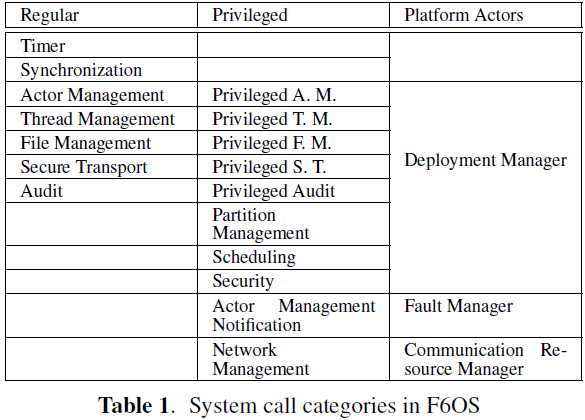 Regular Privileged Platform Actors
Timer
Synchronization
Actor Management Privileged A. M.
Thread Management Privileged T. M.
File Management Privileged F. M.
Deployment Manager
Secure Transport Privileged S. T.
Audit Privileged Audit
Partition
Management
Scheduling
Security
Actor Management Fault Manager
Notification
Network Communication Re-
Management source Manager
Table 1. System call categories in F6OS